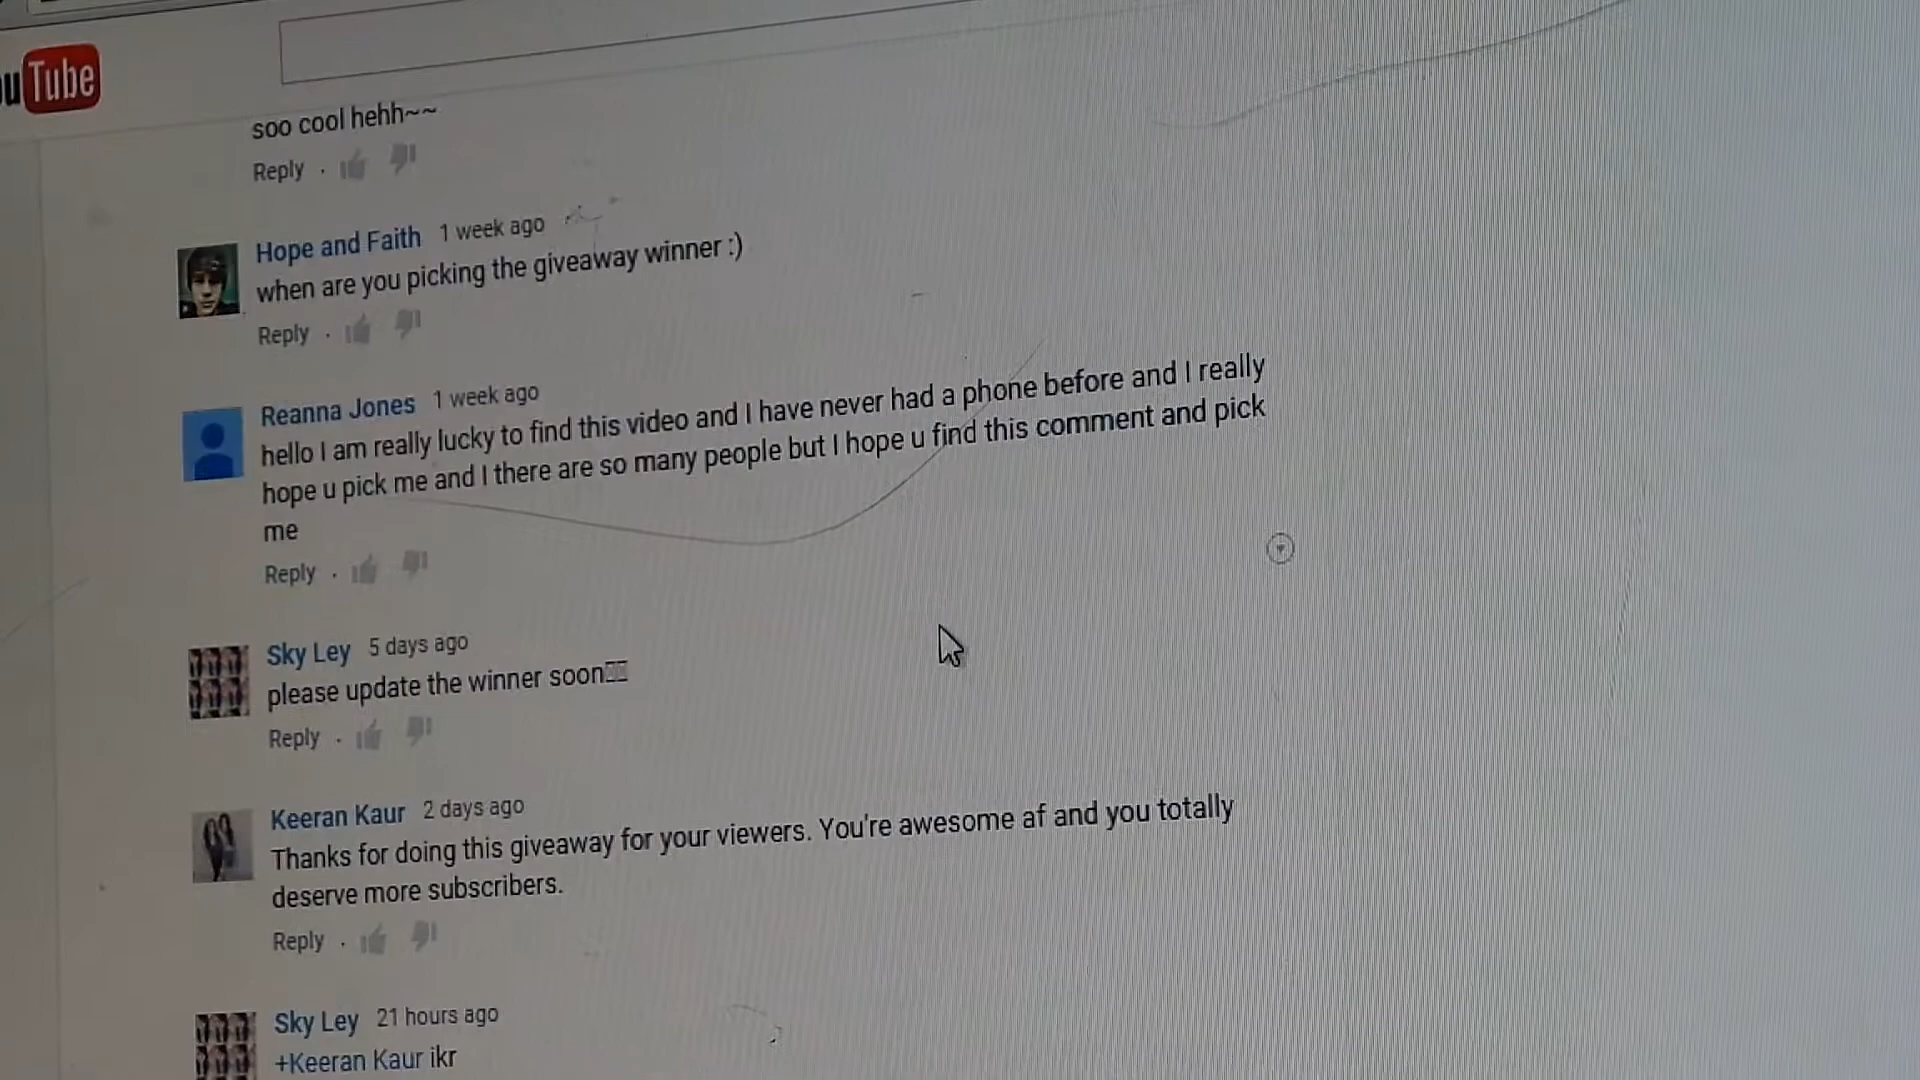 uTube
soo cool hehh~~
Reply ·
Hope and Faith 1 week ago
when are you picking the giveaway winner :)
Reply ·
Reanna Jones 1 week ago
hello I am really lucky to find this video and I have never had a phone before and I really
hope u pick me and I there are so many people but I hope u find this comment and pick
me
Reply ·
Sky Ley 5 days ago
please update the winner soon
Reply ·
Keeran Kaur 2 days ago
Thanks for doing this giveaway for your viewers. You're awesome af and you totally
deserve more subscribers.
Reply ·
Sky Ley 21 hours ago
+Keeran Kaur ikr